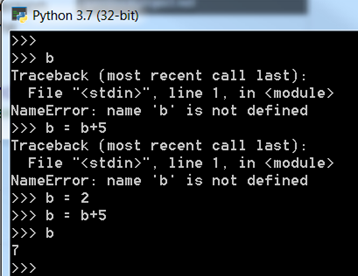 Python 3.7 (32-bit)
>>>
>>> b
Traceback (most recent call last):
  File "<stdin>", line 1, in <module>
NameError: name 'b' is not defined
>>> b = b+5
Traceback (most recent call last):
  File "<stdin>", line 1, in <module>
NameError: name 'b' is not defined
>>> b = 2
>>> b = b+5
>>> b
7
>>>